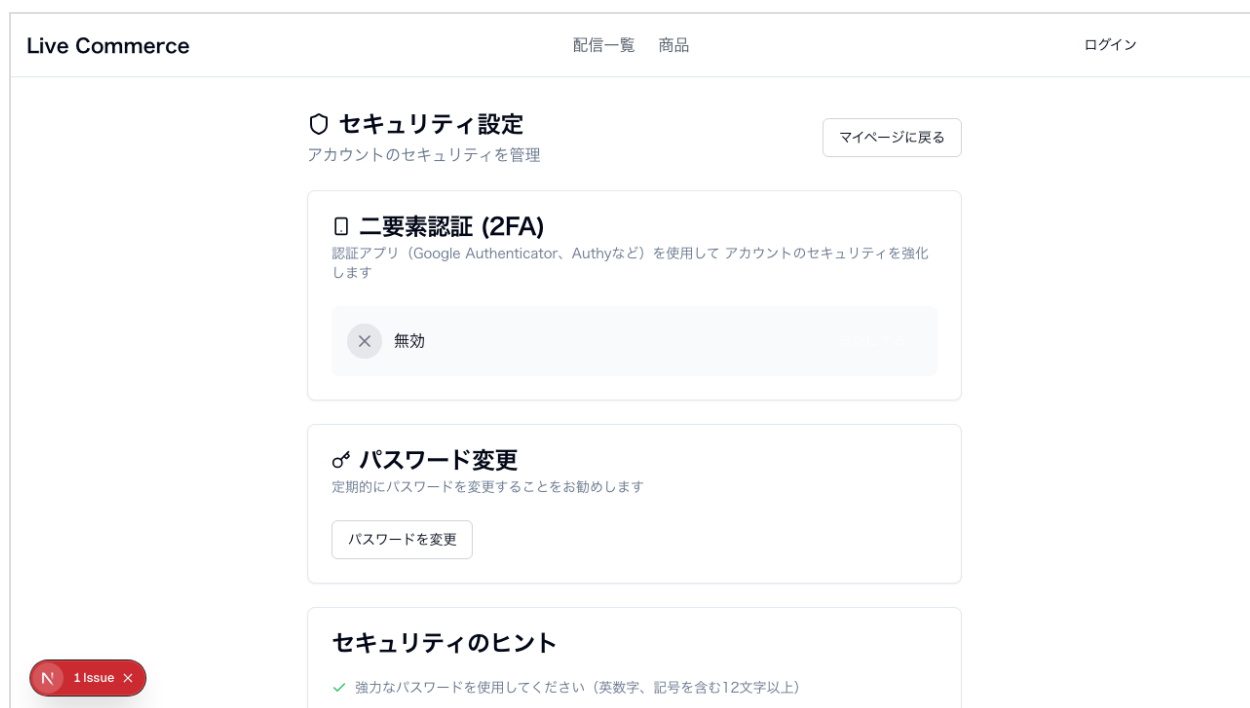 Live Commerce
配信一覧 商品
ログイン
セキュリティ設定
アカウントのセキュリティを管理
マイページに戻る
二要素認証 (2FA)
認証アプリ（Google Authenticator、Authyなど）を使用して アカウントのセキュリティを強化
します
無効
パスワード変更
定期的にパスワードを変更することをお勧めします
パスワードを変更
セキュリティのヒント
強力なパスワードを使用してください（英数字、記号を含む12文字以上）
N 1 Issue